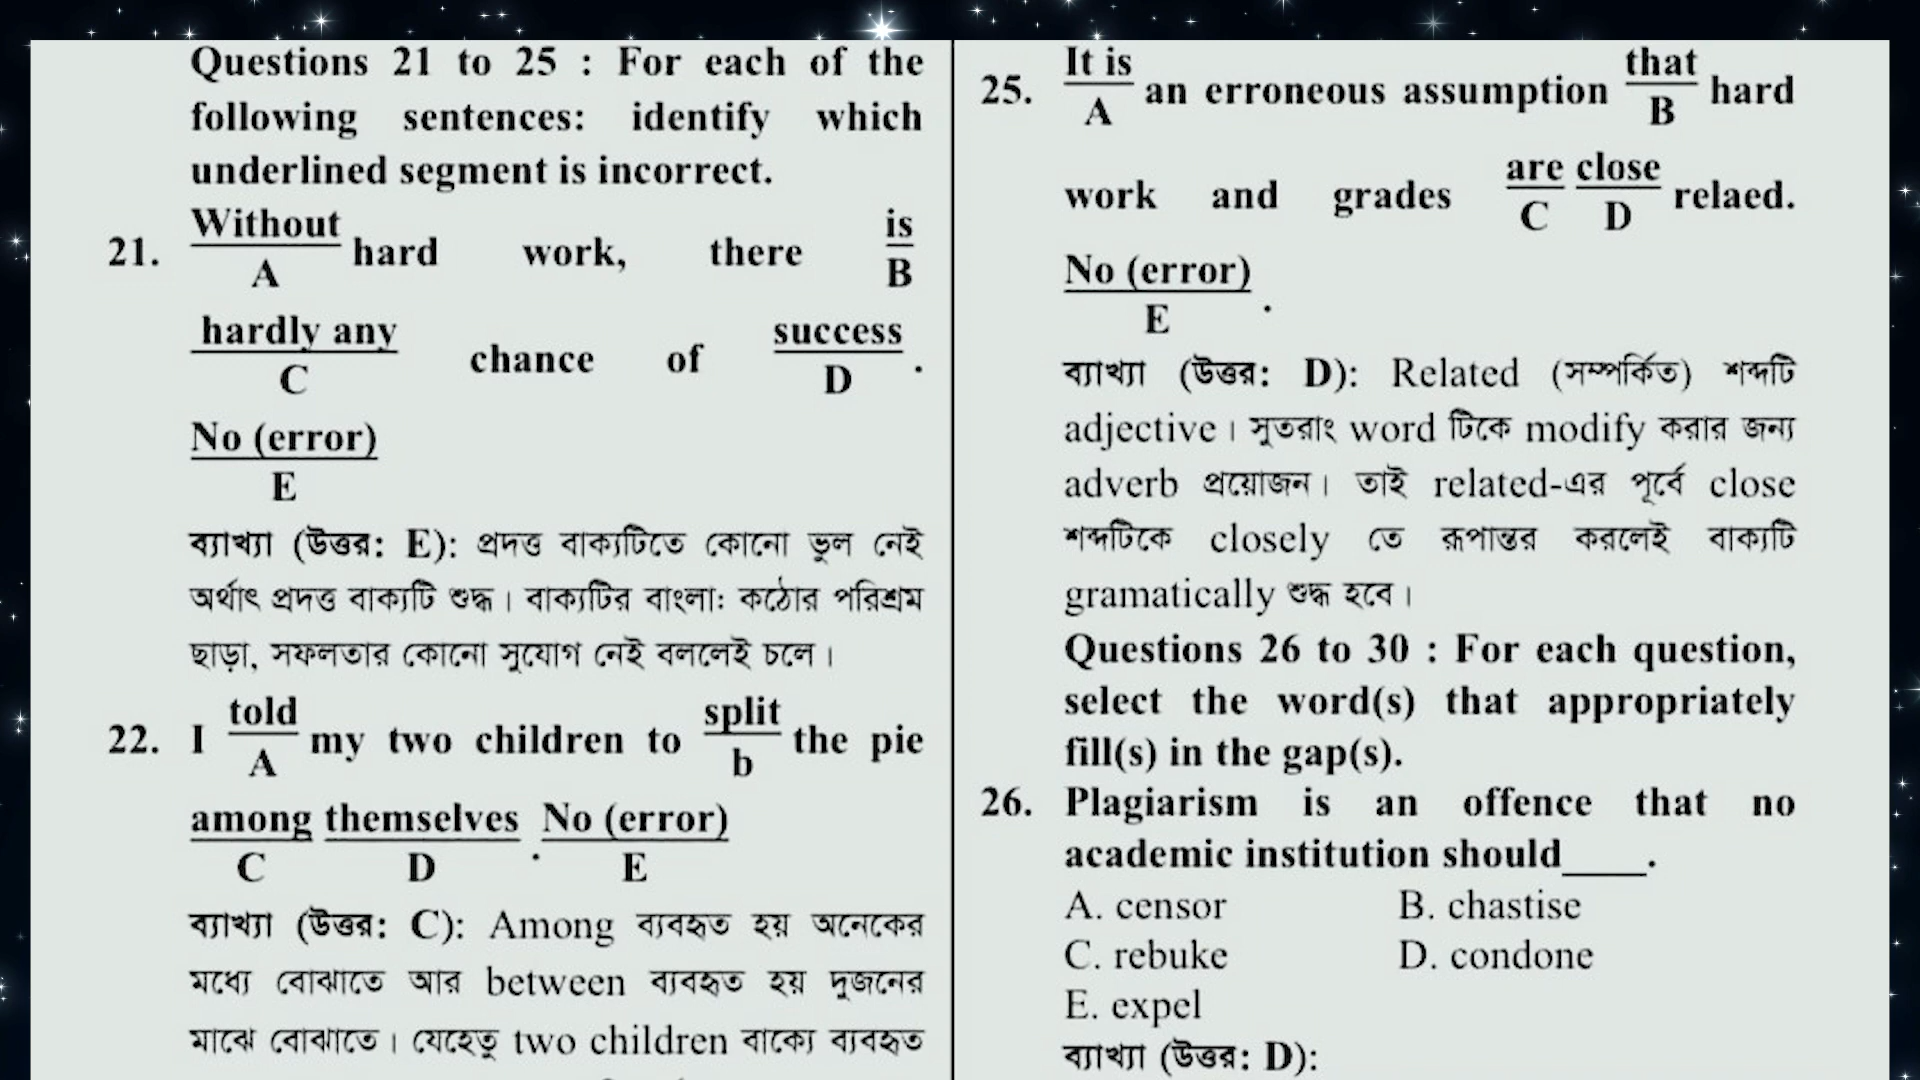 Questions 21 to 25 : For each of the
following sentences: identify which
underlined segment is incorrect.
21. Without hard work, there is
A B
hardly any chance of success .
C D
No (error)
E
ব্যাখ্যা (উত্তর: E): প্রদত্ত বাক্যটিতে কোনো ভুল নেই
অর্থাৎ প্রদত্ত বাক্যটি শুদ্ধ। বাক্যটির বাংলাঃ কঠোর পরিশ্রম
ছাড়া, সফলতার কোনো সুযোগ নেই বললেই চলে।
22. I told my two children to split the pie
A b
among themselves . No (error)
C D E
ব্যাখ্যা (উত্তর: C): Among ব্যবহৃত হয় অনেকের
মধ্যে বোঝাতে আর between ব্যবহৃত হয় দুজনের
মাঝে বোঝাতে। যেহেতু two children বাক্যে ব্যবহৃত
25. It is an erroneous assumption that hard
A B
work and grades are close relaed.
C D
No (error) .
E
ব্যাখ্যা (উত্তর: D): Related (সম্পর্কিত) শব্দটি
adjective। সুতরাং word টিকে modify করার জন্য
adverb প্রয়োজন। তাই related-এর পূর্বে close
শব্দটিকে closely তে রূপান্তর করলেই বাক্যটি
gramatically শুদ্ধ হবে।
Questions 26 to 30 : For each question,
select the word(s) that appropriately
fill(s) in the gap(s).
26. Plagiarism is an offence that no
academic institution should____.
A. censor B. chastise
C. rebuke D. condone
E. expel
ব্যাখ্যা (উত্তর: D):